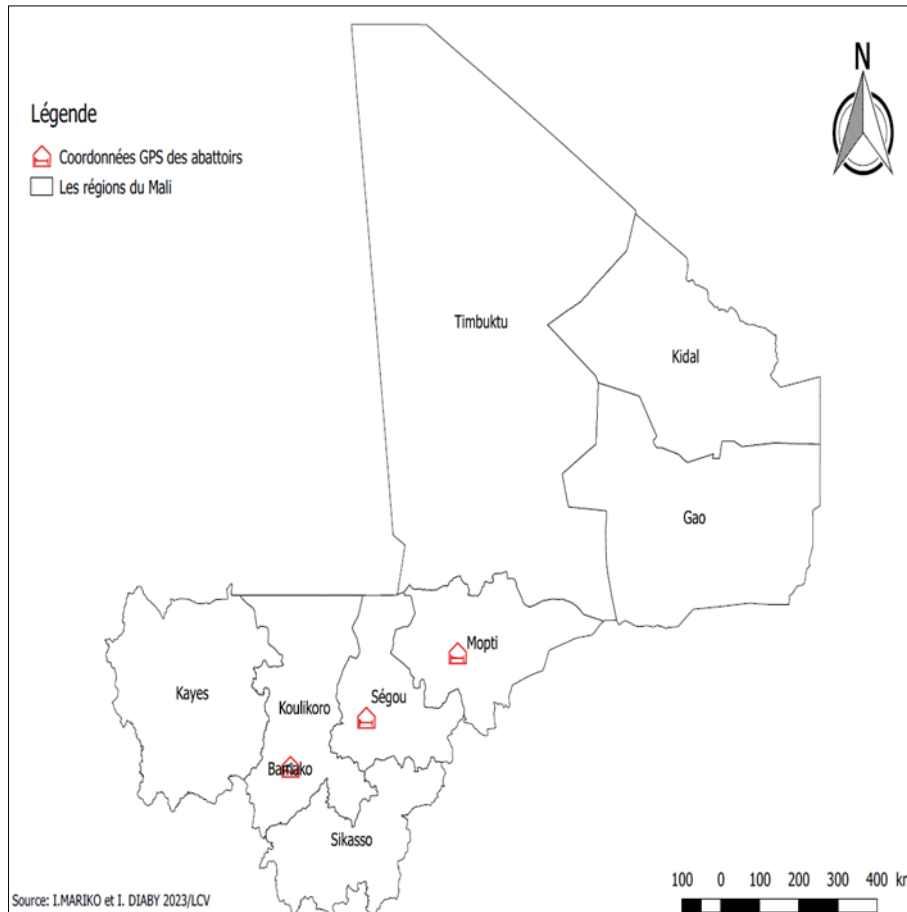 N
Légende
Coordonnées GPS des abattoirs
Les régions du Mali
Timbuktu
Kidal
Gao
Mopti
Kayes
Ségou
Koulikoro
Bamako
Sikasso
100 0 100 200 300 400 km
Source: I.MARIKO et I. DIABY 2023/LCV